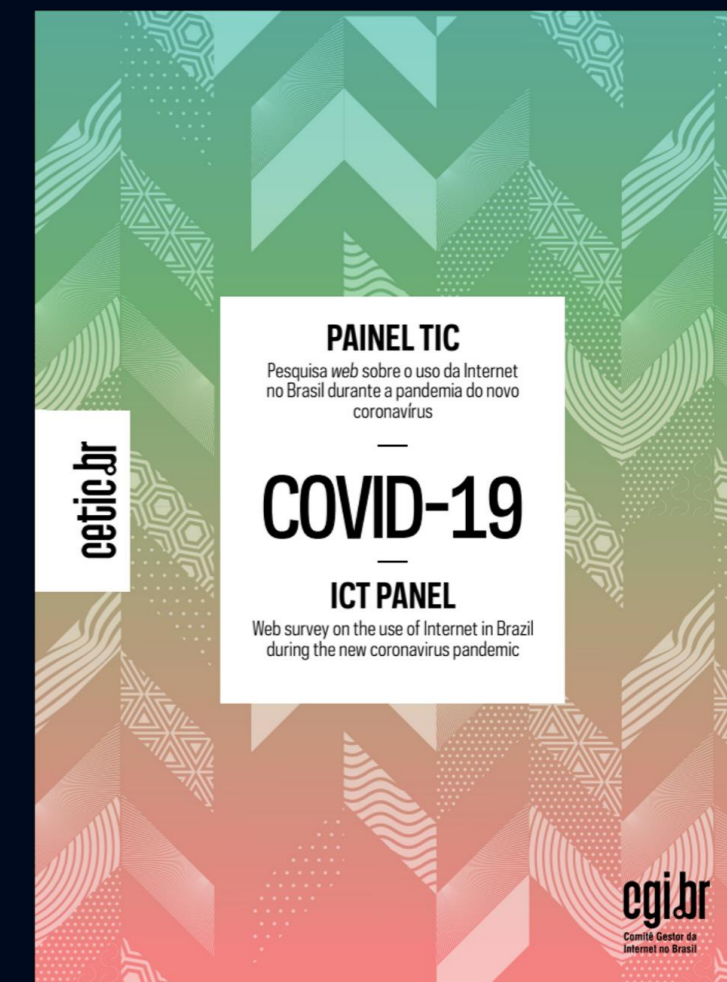 PAINEL TIC
Pesquisa web sobre o uso da Internet
no Brasil durante a pandemia do novo
coronavírus
COVID-19
ICT PANEL
Web survey on the use of Internet in Brazil
during the new coronavirus pandemic
cetic.br
cgi.br
Comitê Gestor da
Internet no Brasil